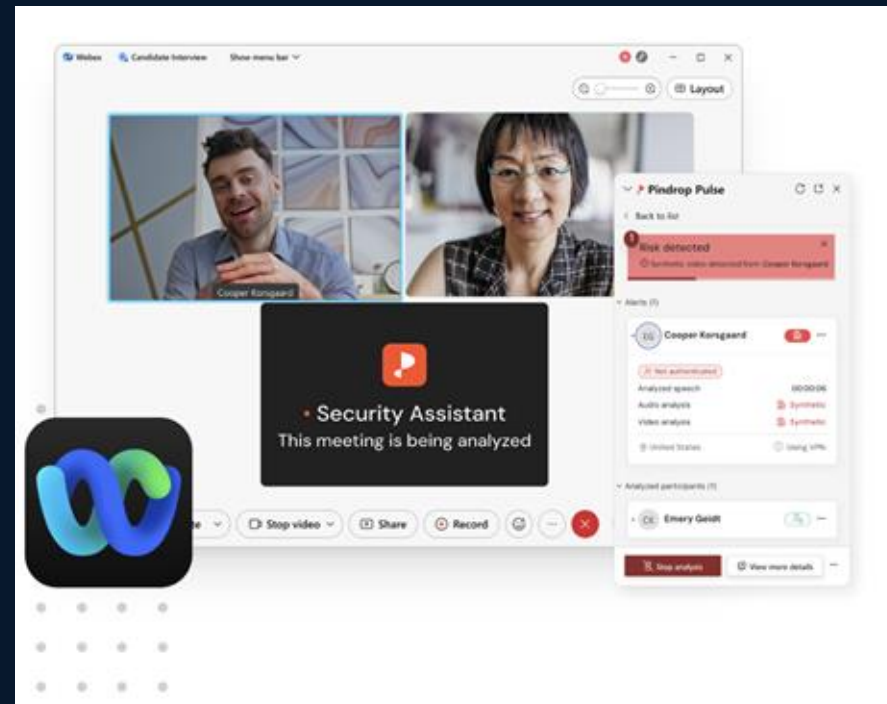 Webex Candidate Interview Show menu bar
Layout
Cooper Korsgaard
Security Assistant
This meeting is being analyzed
Stop video Share Record
Pindrop Pulse
Back to list
Risk detected
Synthetic video detected from Cooper Korsgaard
Alerts (1)
Cooper Korsgaard
Not authenticated
Analyzed speech 00:00:06
Audio analysis Synthetic
Video analysis Synthetic
United States Using VPN
Analyzed participants (1)
Emery Geidt
Stop analysis View more details